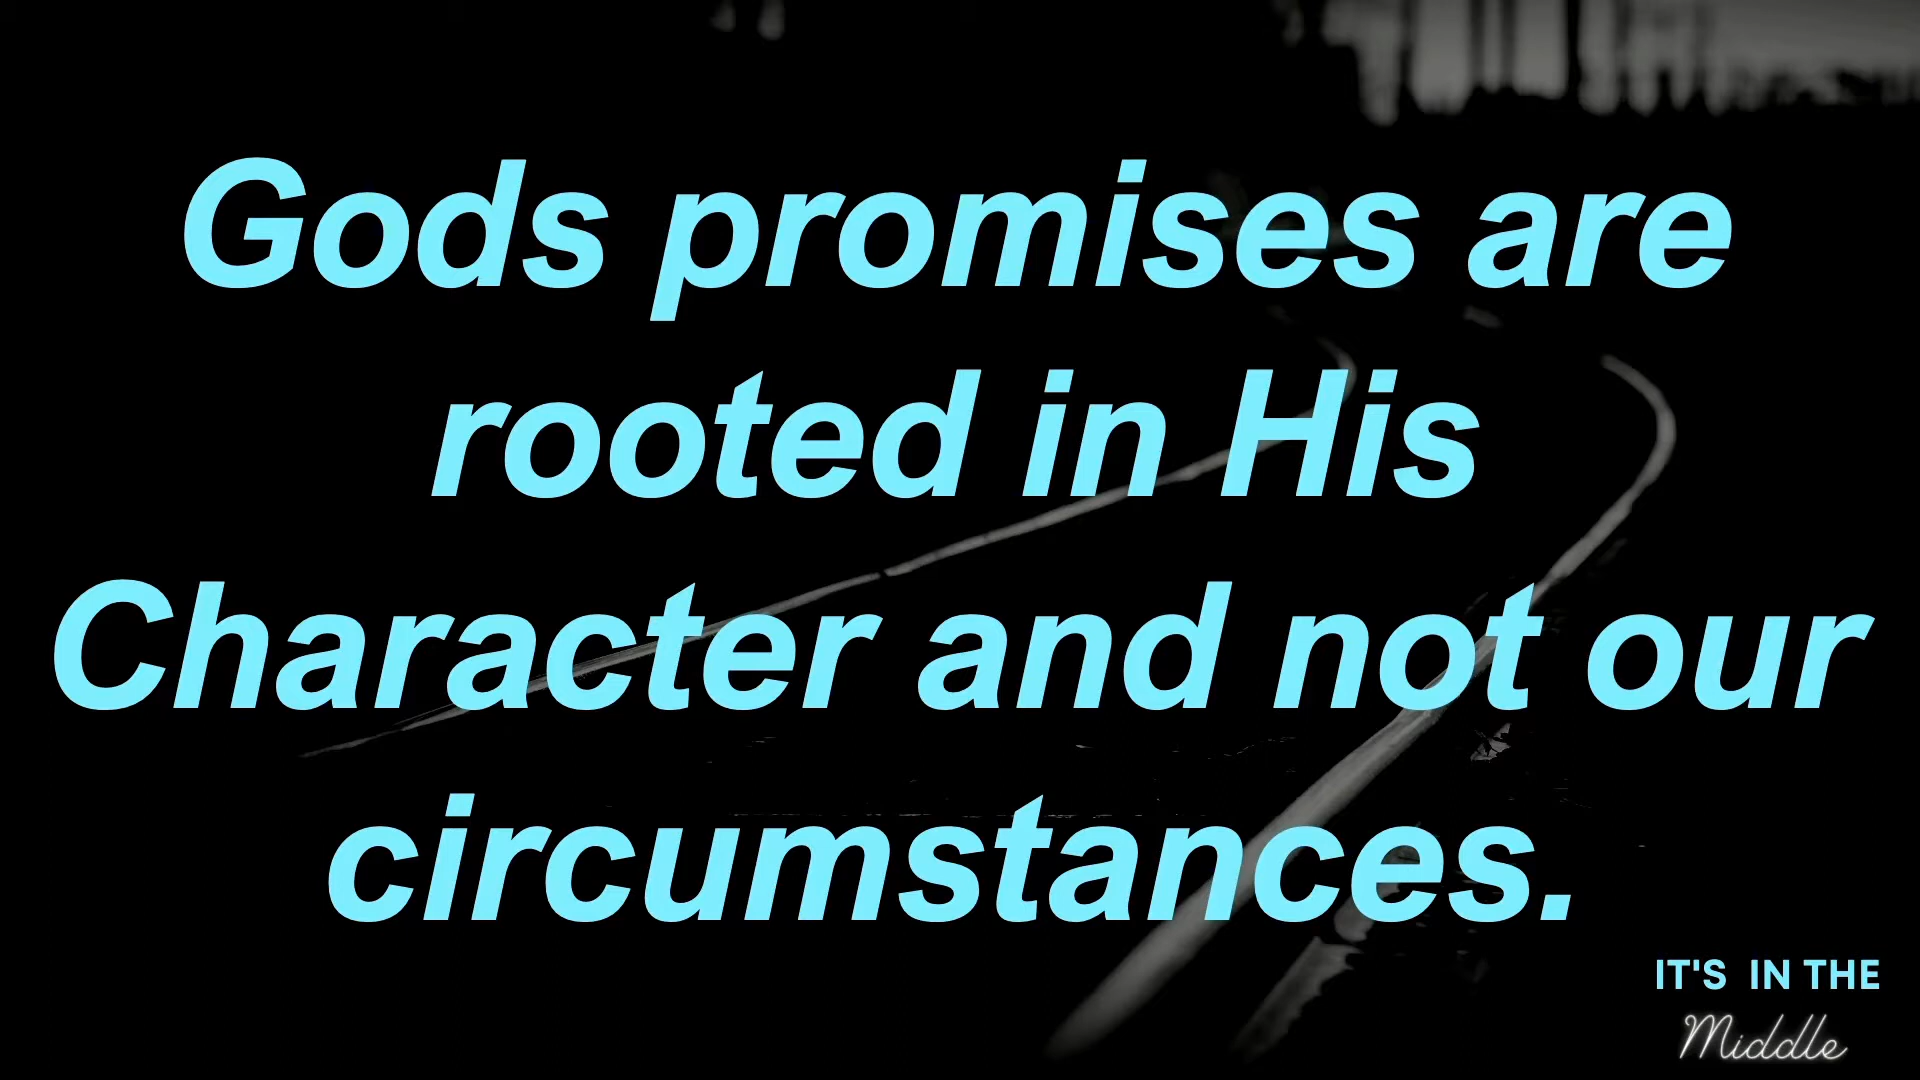 Gods promises are
rooted in His
Character and not our
circumstances.
IT'S IN THE
Middle